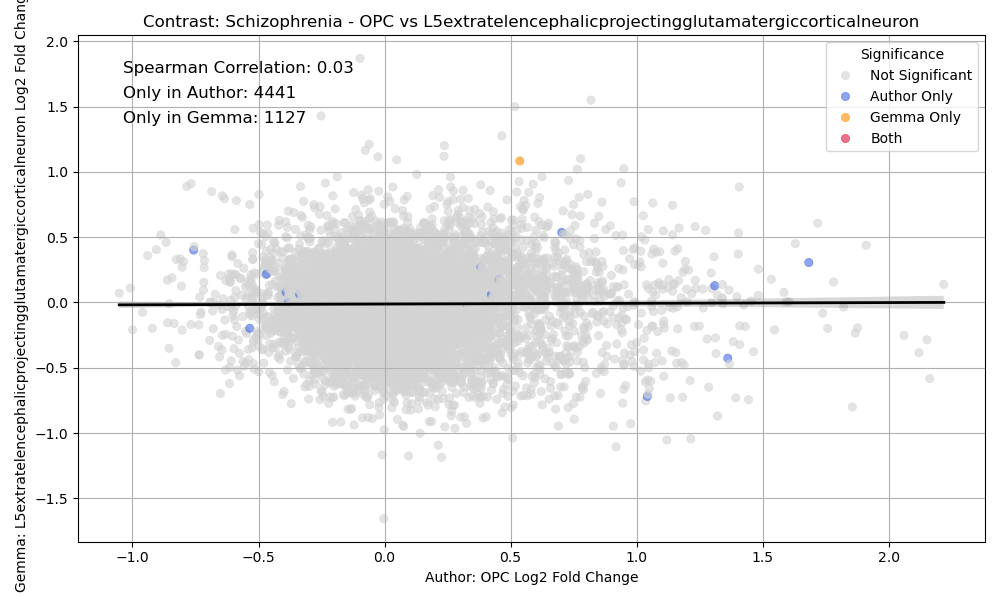 Contrast: Schizophrenia - OPC vs L5extratelencephalicprojectingglutamatergiccorticalneuron
Spearman Correlation: 0.03
Only in Author: 4441
Only in Gemma: 1127
Significance
Not Significant
Author Only
Gemma Only
Both
2.0
1.5
1.0
0.5
0.0
−0.5
−1.0
−1.5
−1.0
−0.5
0.0
0.5
1.0
1.5
2.0
Author: OPC Log2 Fold Change
Gemma: L5extratelencephalicprojectingglutamatergiccorticalneuron Log2 Fold Chang